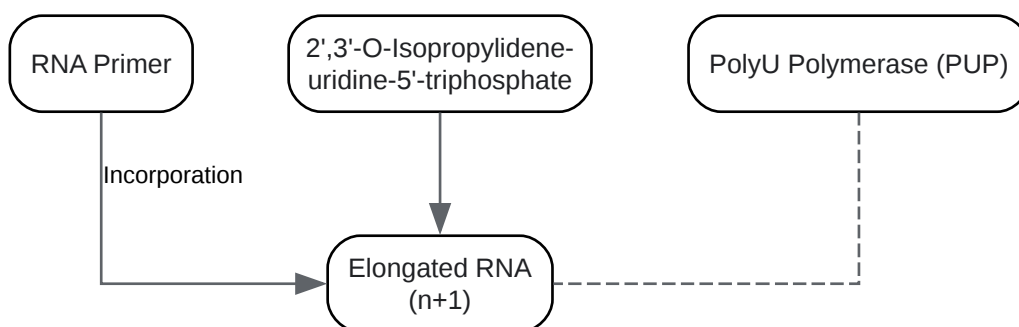 RNA Primer
2',3'-O-Isopropylidene-
uridine-5'-triphosphate
PolyU Polymerase (PUP)
Incorporation
Elongated RNA
(n+1)